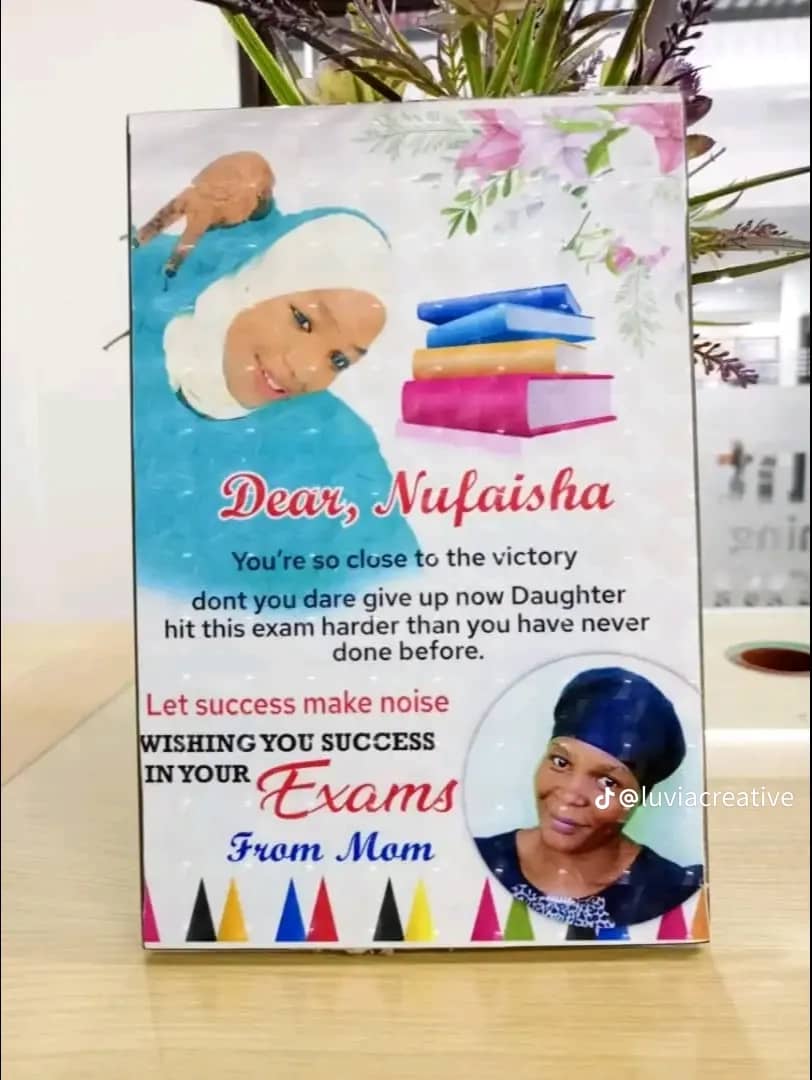 Dear, Nufaisha
You're so close to the victory
dont you dare give up now Daughter
hit this exam harder than you have never
done before.
Let success make noise
WISHING YOU SUCCESS
IN YOUR Exams
From Mom
@luviacreative